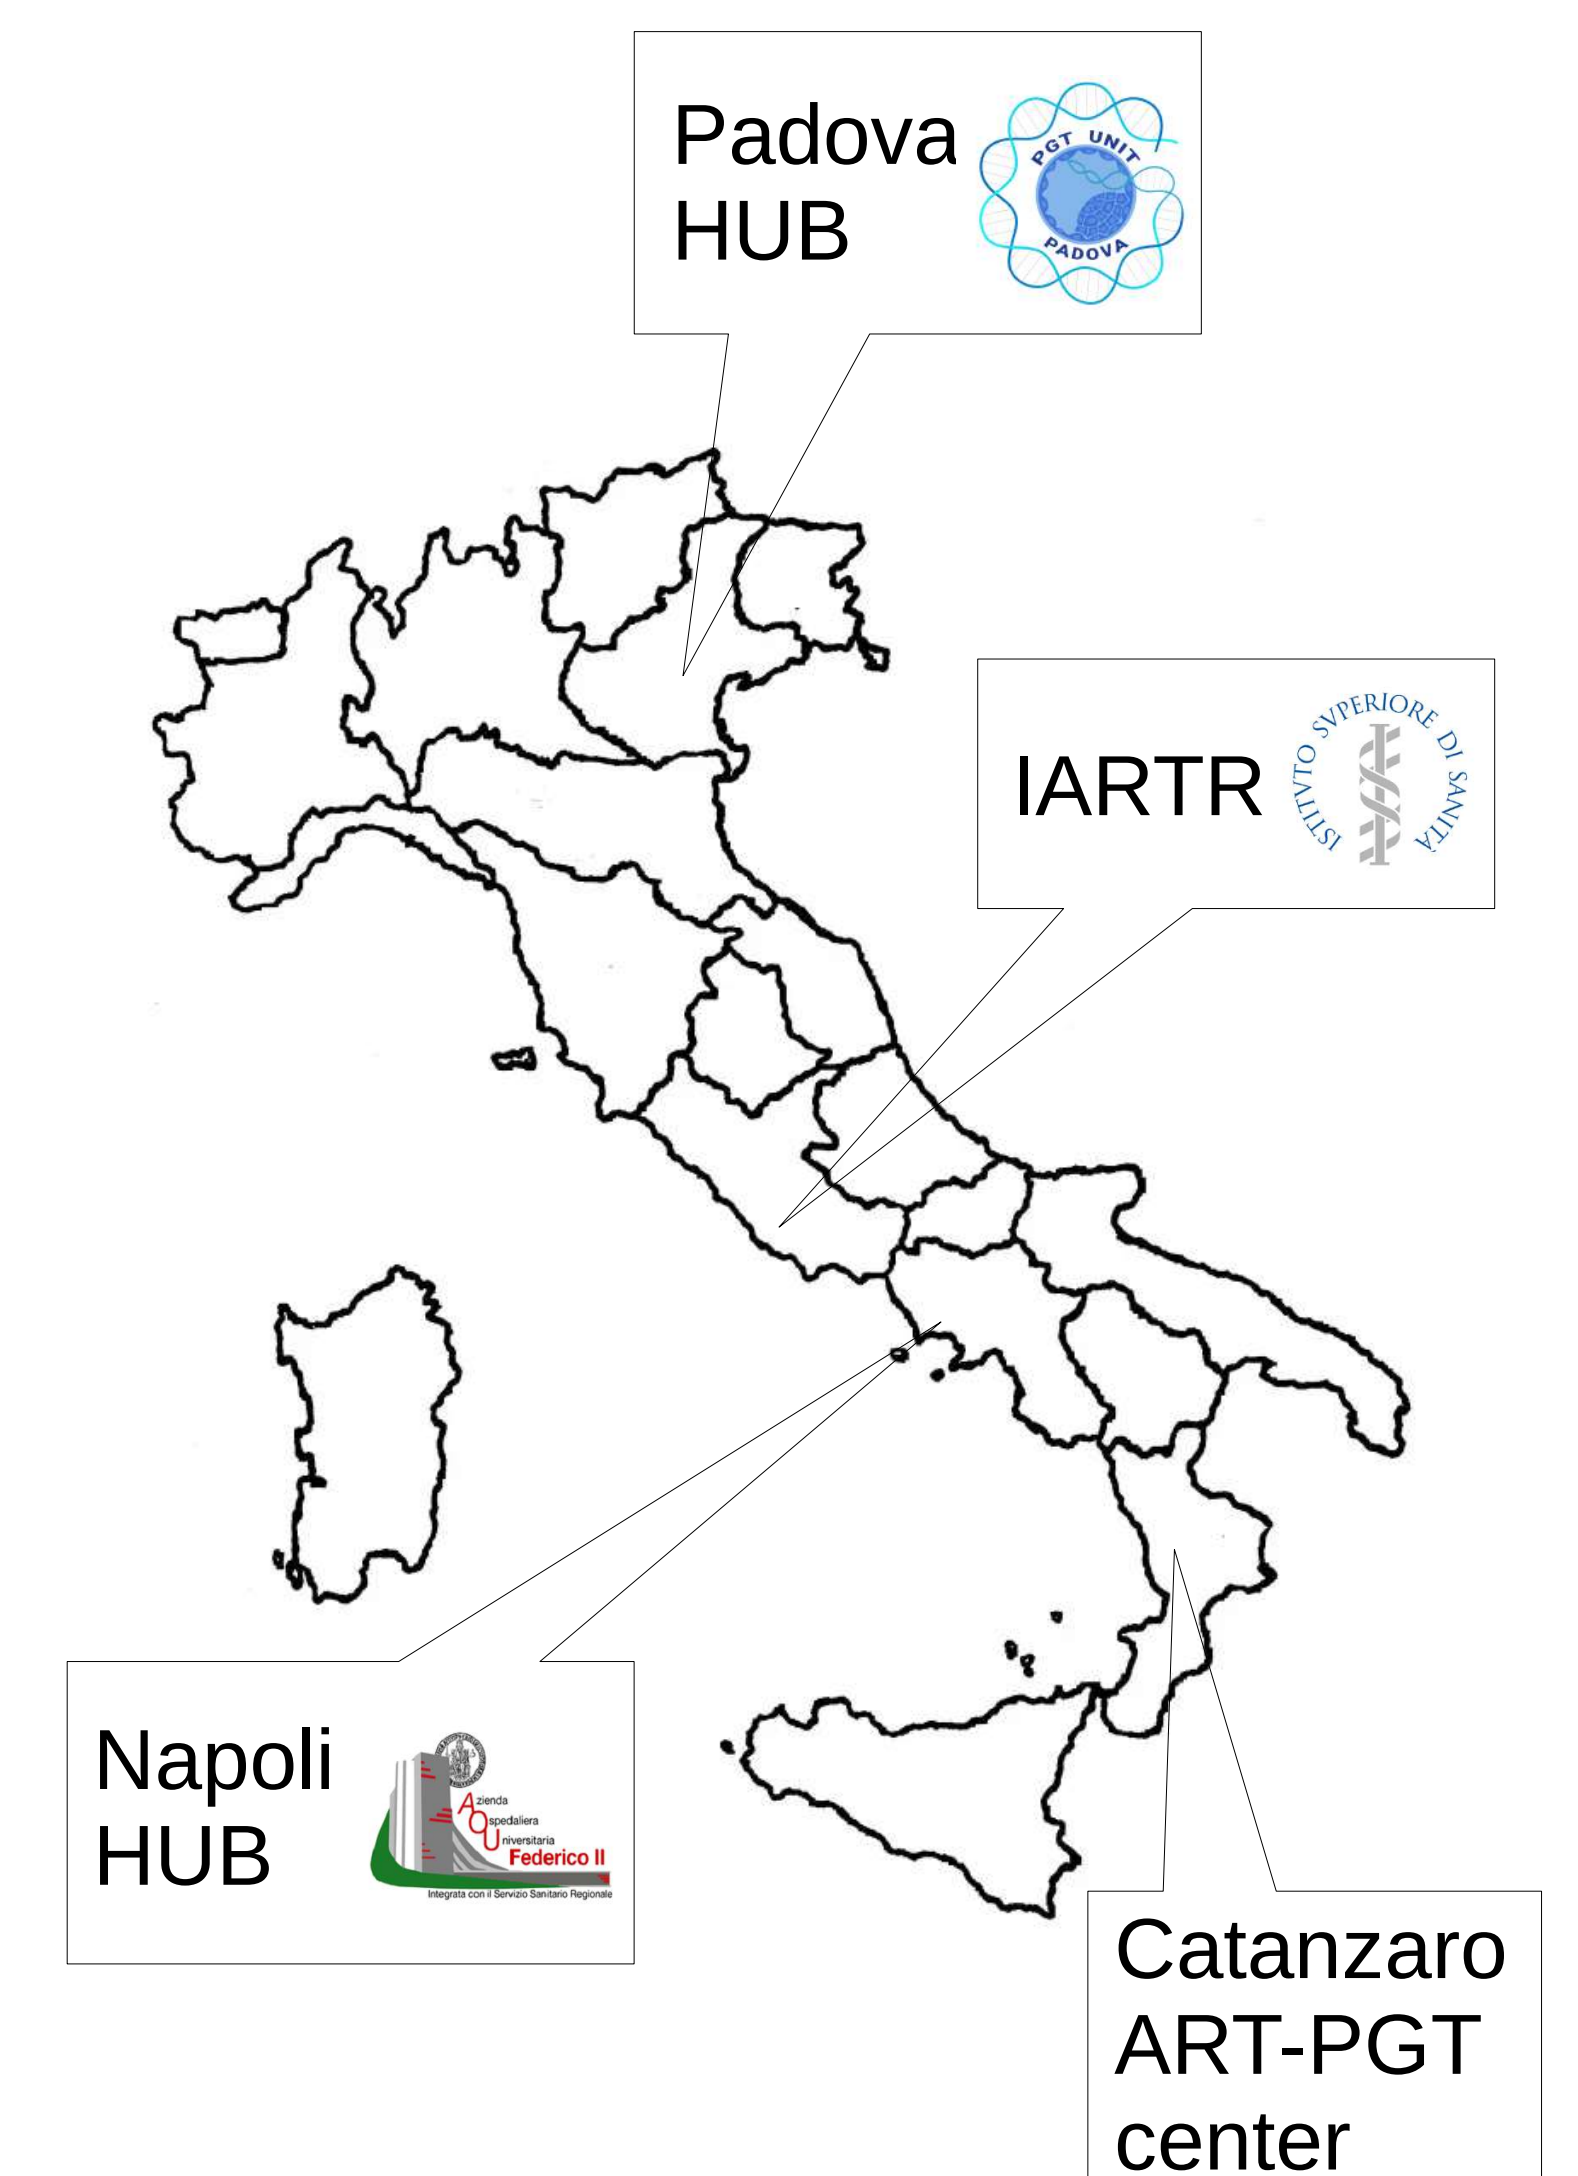 Padova
HUB
PGT UNIT
PADOVA
IARTR
ISTITVTO SVPERIORE DI SANITÀ
Napoli
HUB
Azienda
Ospedaliera
Universitaria
Federico II
Integrata con il Servizio Sanitario Regionale
Catanzaro
ART-PGT
center